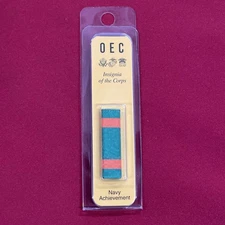 OEC
Insignia
of the Corps
Navy
Achievement